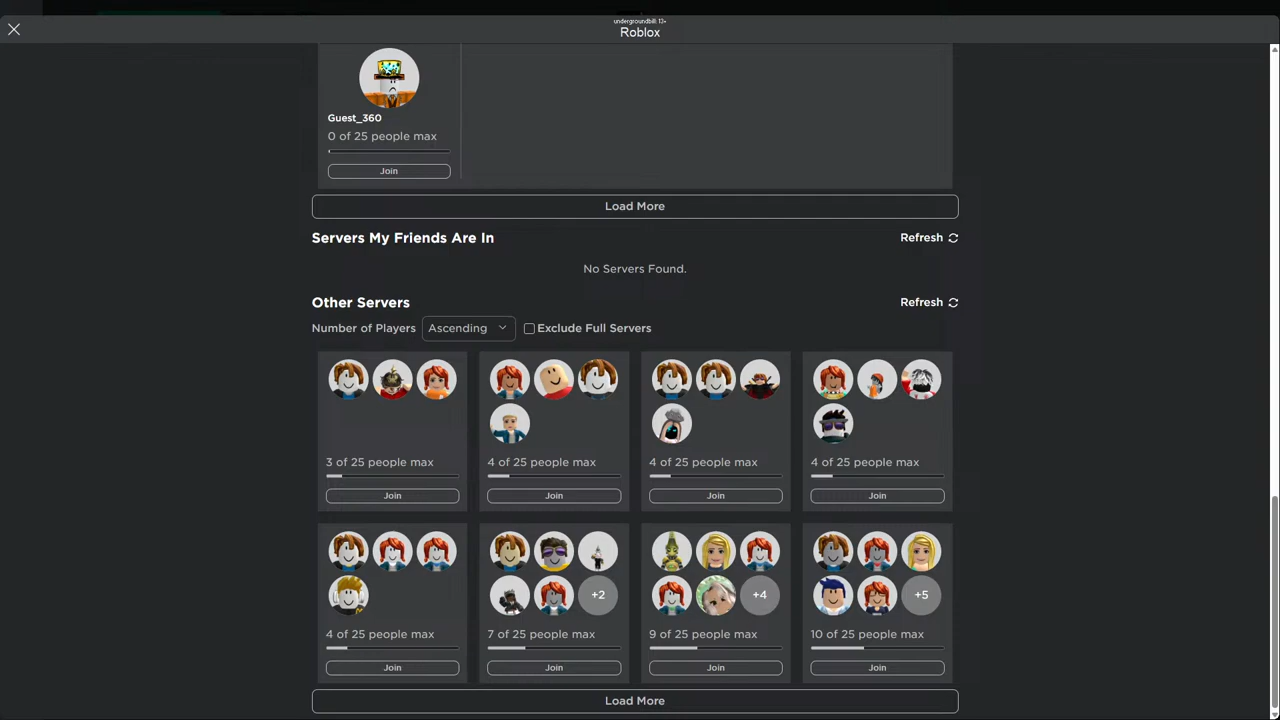 undergroundbill: 13+
Roblox
Guest_360
0 of 25 people max
Join
Load More
Servers My Friends Are In
Refresh
No Servers Found.
Other Servers
Refresh
Number of Players
Ascending
Exclude Full Servers
3 of 25 people max
4 of 25 people max
4 of 25 people max
4 of 25 people max
Join
Join
Join
Join
+2
+4
+5
4 of 25 people max
7 of 25 people max
9 of 25 people max
10 of 25 people max
Join
Join
Join
Join
Load More